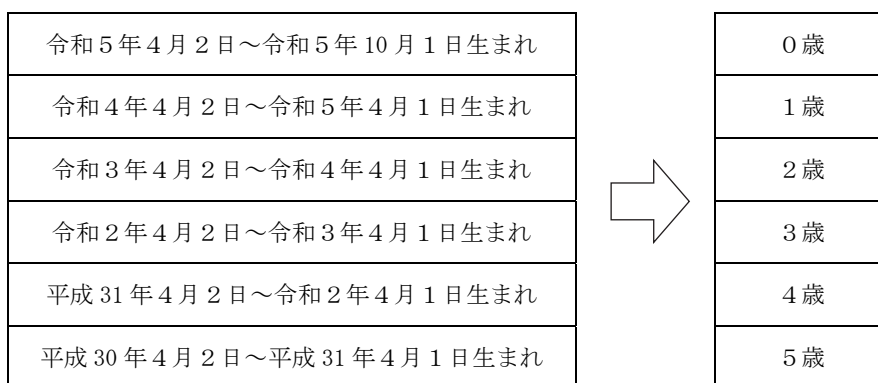 令和５年４月２日～令和５年10月１日生まれ ０歳
令和４年４月２日～令和５年４月１日生まれ １歳
令和３年４月２日～令和４年４月１日生まれ ２歳
令和２年４月２日～令和３年４月１日生まれ ３歳
平成31年４月２日～令和２年４月１日生まれ ４歳
平成30年４月２日～平成31年４月１日生まれ ５歳